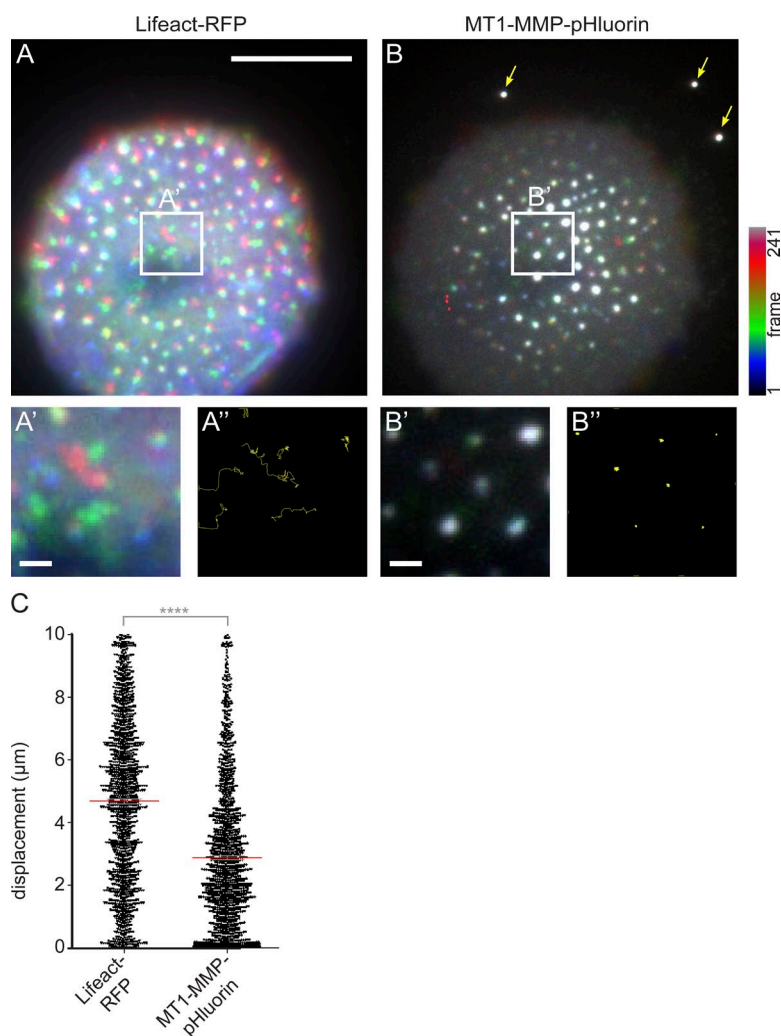 Lifeact-RFP
MT1-MMP-pHluorin
A
B
A'
B'
241
frame
1
A'
A''
B'
B''
C
****
10
8
6
4
2
0
displacement (µm)
Lifeact-
RFP
MT1-MMP-
pHluorin